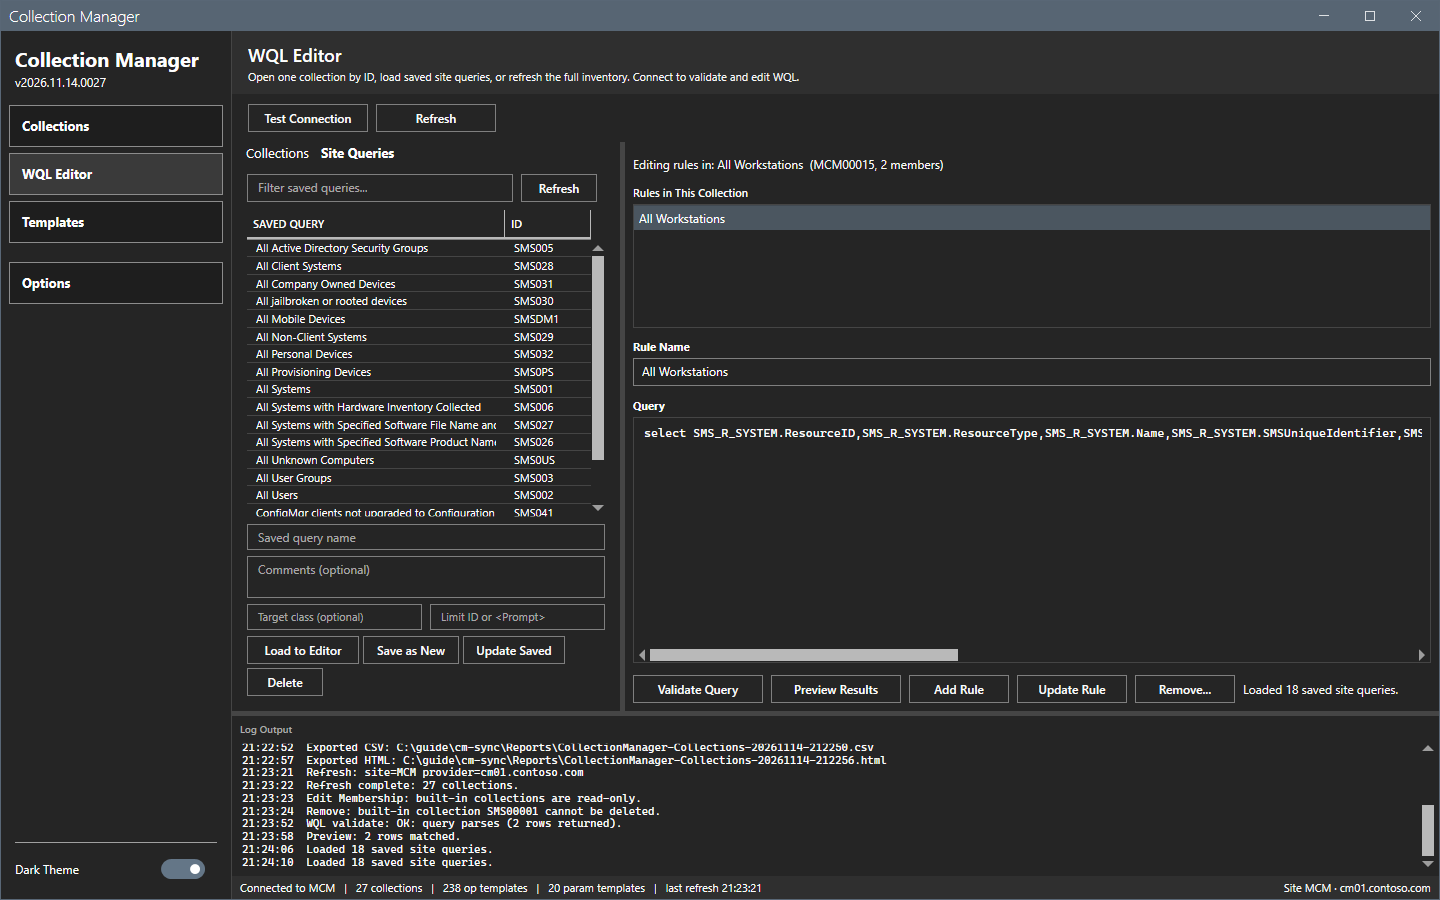 Collection Manager
Collection Manager
v2026.11.14.0027
Collections
WQL Editor
Templates
Options
Dark Theme
WQL Editor
Open one collection by ID, load saved site queries, or refresh the full inventory. Connect to validate and edit WQL.
Test Connection
Refresh
Collections Site Queries
Filter saved queries...
Refresh
SAVED QUERY ID
All Active Directory Security Groups SMS005
All Client Systems SMS028
All Company Owned Devices SMS031
All jailbroken or rooted devices SMS030
All Mobile Devices SMSDM1
All Non-Client Systems SMS029
All Personal Devices SMS032
All Provisioning Devices SMS0PS
All Systems SMS001
All Systems with Hardware Inventory Collected SMS006
All Systems with Specified Software File Name and SMS027
All Systems with Specified Software Product Name SMS026
All Unknown Computers SMS0US
All User Groups SMS003
All Users SMS002
ConfigMgr clients not upgraded to Configuration SMS041
Saved query name
Comments (optional)
Target class (optional)
Limit ID or <Prompt>
Load to Editor
Save as New
Update Saved
Delete
Editing rules in: All Workstations (MCM00015, 2 members)
Rules in This Collection
All Workstations
Rule Name
All Workstations
Query
select SMS_R_SYSTEM.ResourceID,SMS_R_SYSTEM.ResourceType,SMS_R_SYSTEM.Name,SMS_R_SYSTEM.SMSUniqueIdentifier,SMS
Validate Query
Preview Results
Add Rule
Update Rule
Remove...
Loaded 18 saved site queries.
Log Output
21:22:52 Exported CSV: C:\guide\cm-sync\Reports\CollectionManager-Collections-20261114-212250.csv
21:22:57 Exported HTML: C:\guide\cm-sync\Reports\CollectionManager-Collections-20261114-212256.html
21:23:21 Refresh: site=MCM provider=cm01.contoso.com
21:23:22 Refresh complete: 27 collections.
21:23:23 Edit Membership: built-in collections are read-only.
21:23:24 Remove: built-in collection SMS00001 cannot be deleted.
21:23:52 WQL validate: OK: query parses (2 rows returned).
21:23:58 Preview: 2 rows matched.
21:24:06 Loaded 18 saved site queries.
21:24:10 Loaded 18 saved site queries.
Connected to MCM | 27 collections | 238 op templates | 20 param templates | last refresh 21:23:21
Site MCM · cm01.contoso.com